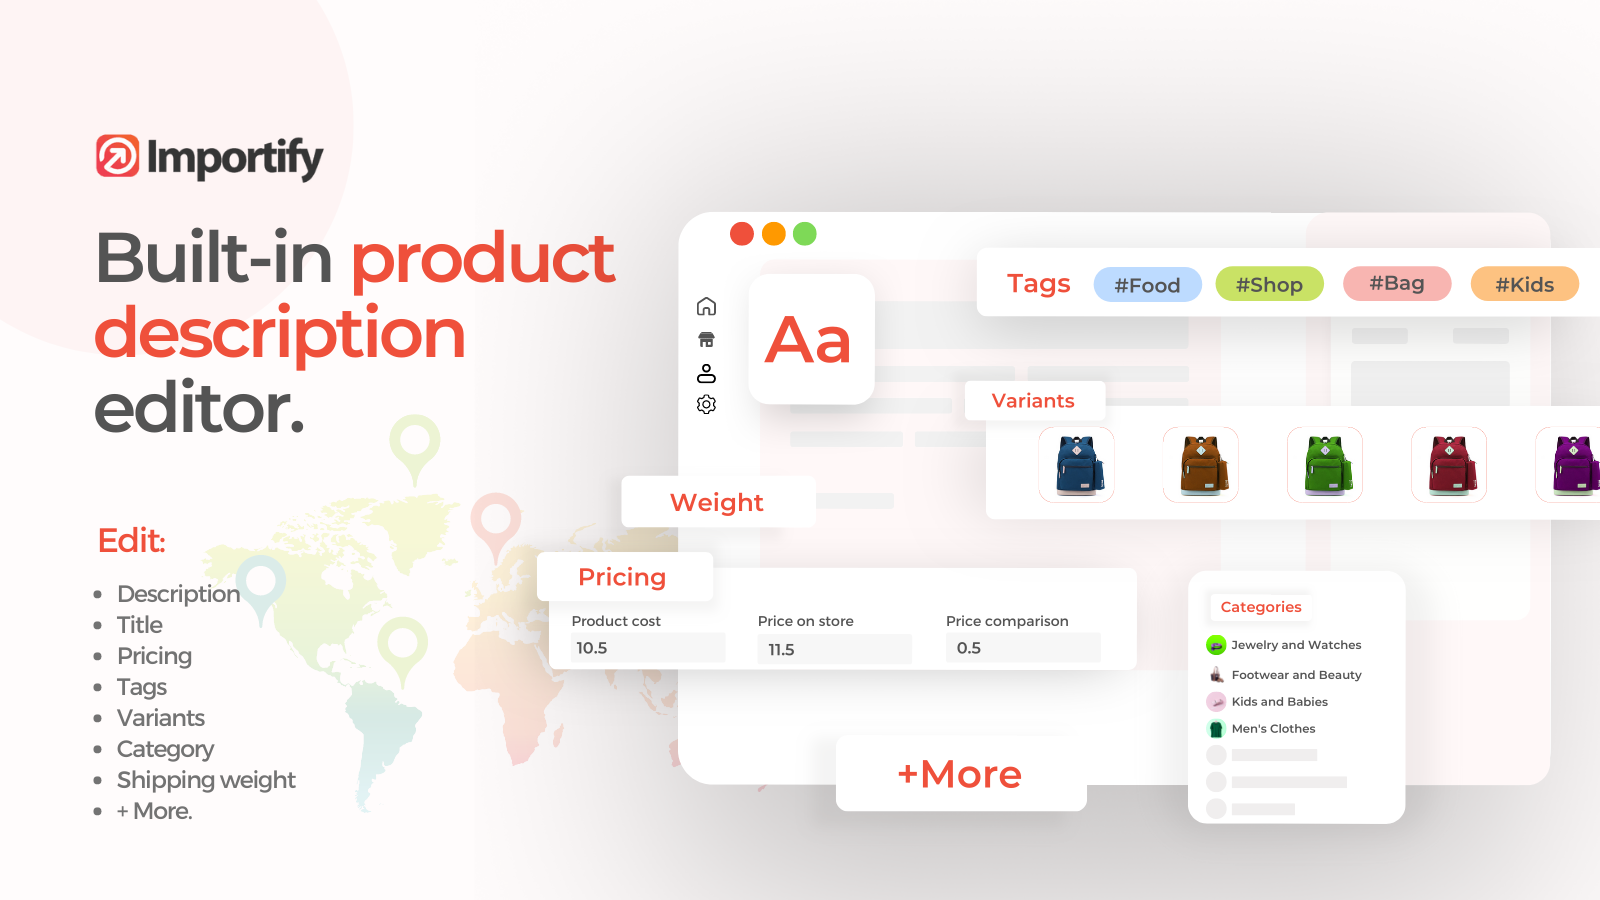 Importify
Built-in product
description
editor.
Edit:
• Description
• Title
• Pricing
• Tags
• Variants
• Category
• Shipping weight
• + More.
Tags
#Food
#Shop
#Bag
#Kids
Aa
Variants
Weight
Pricing
Product cost
Price on store
Price comparison
10.5
11.5
0.5
Categories
Jewelry and Watches
Footwear and Beauty
Kids and Babies
Men's Clothes
+More